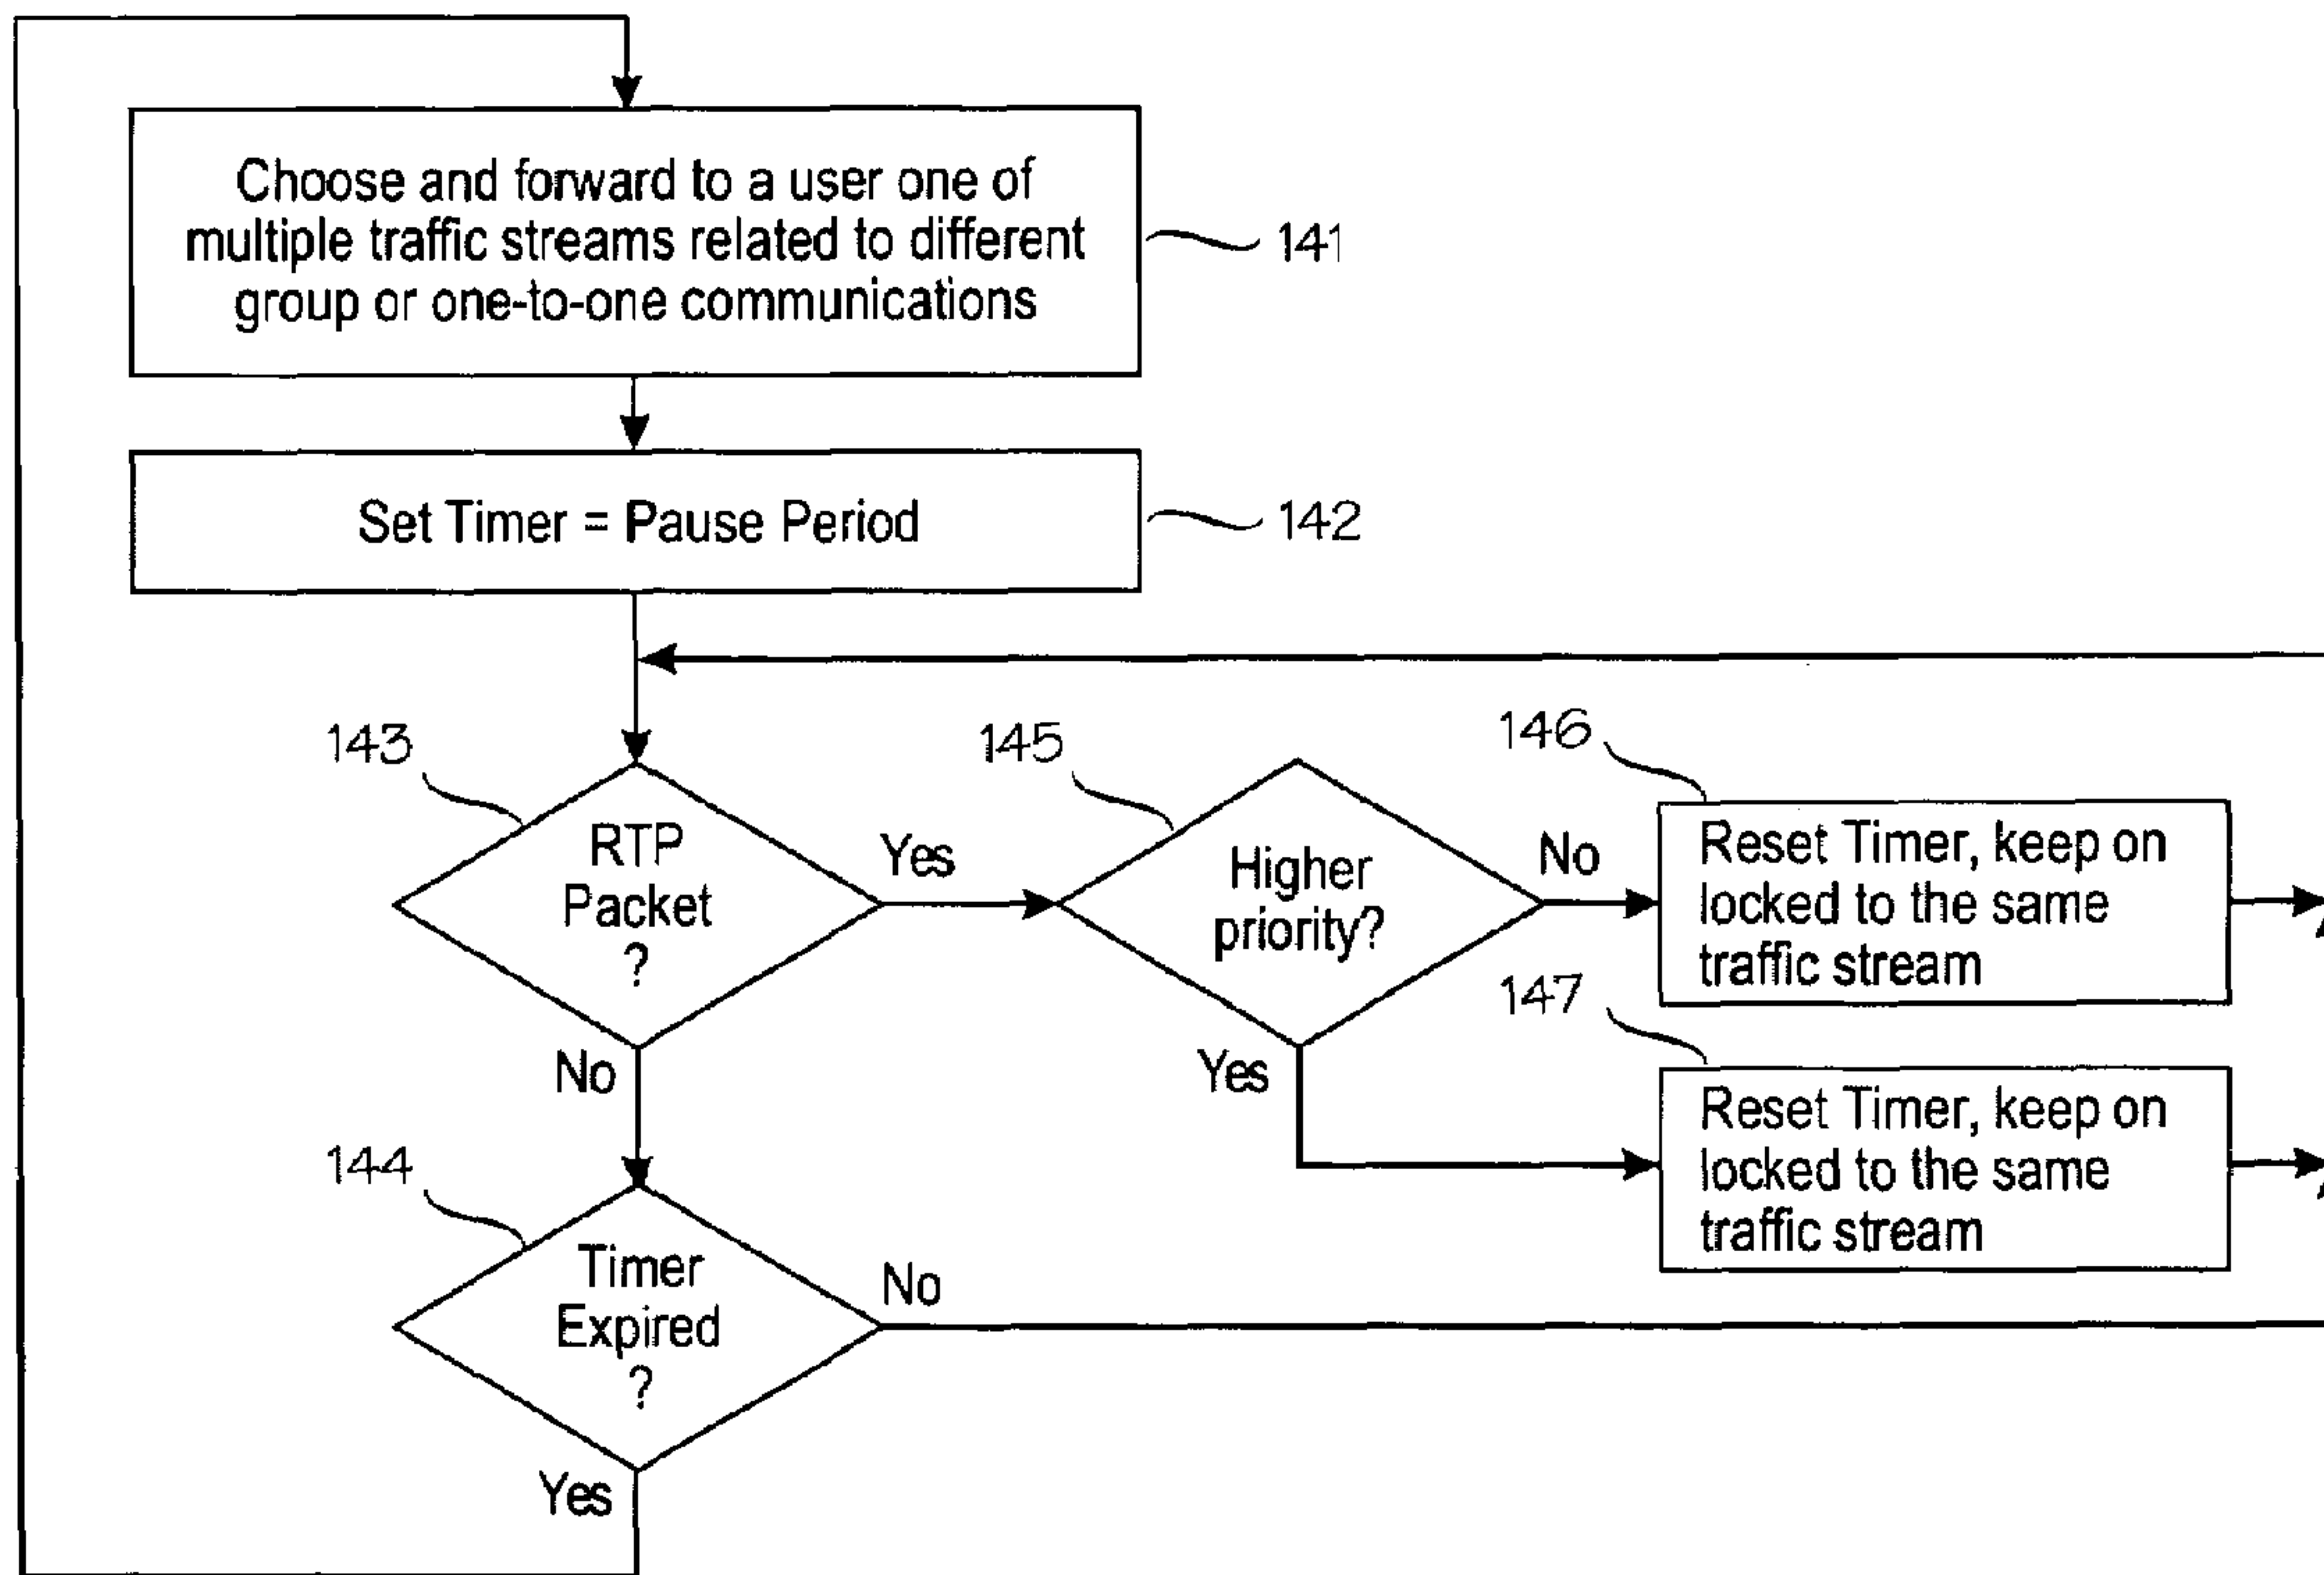 Choose and forward to a user one of
multiple traffic streams related to different
group or one-to-one communications
141
Set Timer = Pause Period
142
143
RTP
Packet
?
Yes
No
145
Higher
priority?
No
Yes
146
Reset Timer, keep on
locked to the same
traffic stream
147
Reset Timer, keep on
locked to the same
traffic stream
144
Timer
Expired
?
No
Yes